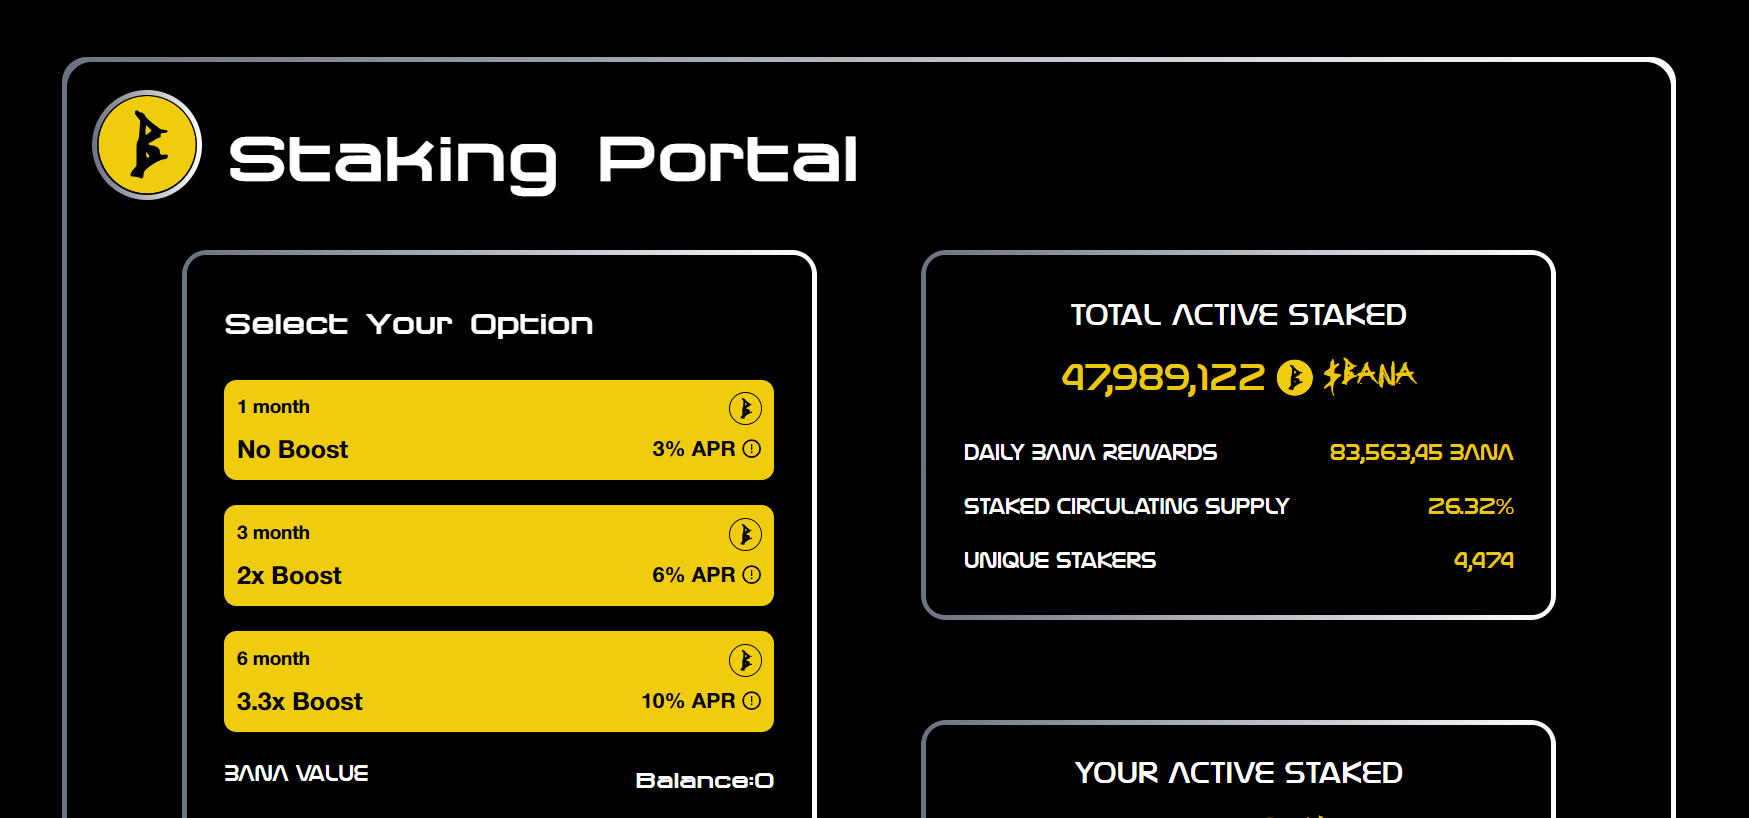 Staking Portal
Select Your Option
1 month
No Boost
3% APR
3 month
2x Boost
6% APR
6 month
3.3x Boost
10% APR
BANA VALUE
Balance:0
TOTAL ACTIVE STAKED
47,989,122 $BANA
DAILY BANA REWARDS
83,563,45 BANA
STAKED CIRCULATING SUPPLY
26.32%
UNIQUE STAKERS
4,474
YOUR ACTIVE STAKED